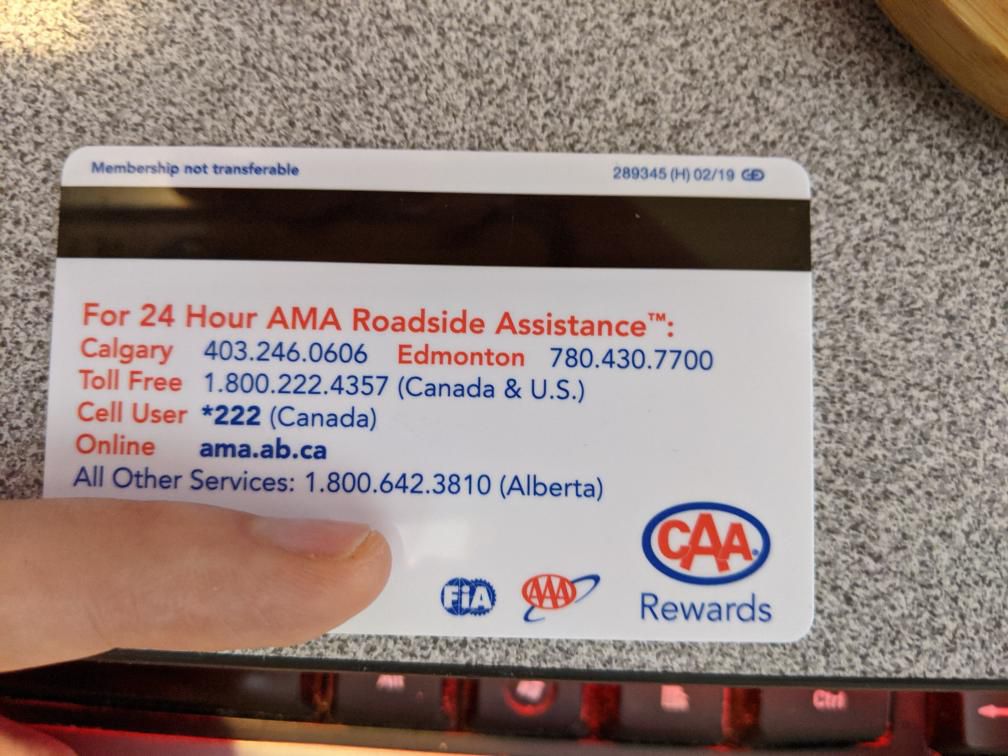 Membership not transferable 289345 (H) 02/19
For 24 Hour AMA Roadside Assistance™:
Calgary 403.246.0606 Edmonton 780.430.7700
Toll Free 1.800.222.4357 (Canada & U.S.)
Cell User *222 (Canada)
Online ama.ab.ca
All Other Services: 1.800.642.3810 (Alberta)
CAA
FiA AAA Rewards
Alt Ctrl